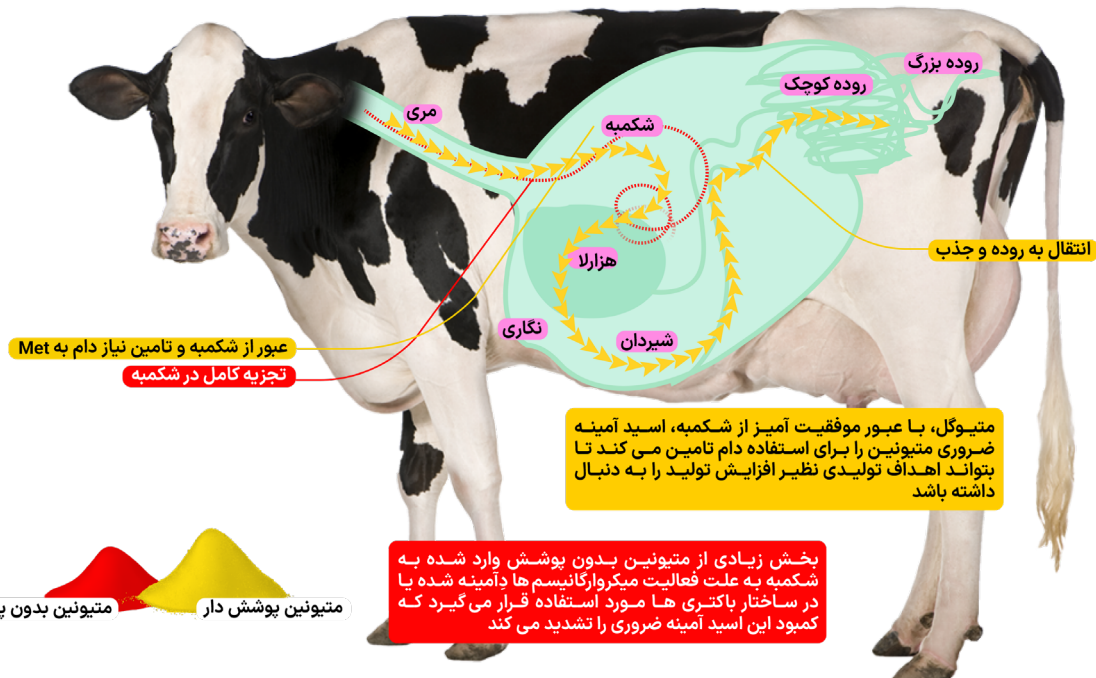 روده بزرگ
روده کوچک
مری
شکمبه
انتقال به روده و جذب
هزارلا
نگاری
شیردان
عبور از شکمبه و تامین نیاز دام به Met
تجزیه کامل در شکمبه
متیوگل، با عبور موفقیت آمیز از شکمبه، اسید آمینه
ضروری متیونین را برای استفاده دام تامین می کند تا
بتواند اهداف تولیدی نظیر افزایش تولید را به دنبال
داشته باشد
بخش زیادی از متیونین بدون پوشش وارد شده به
شکمبه به علت فعالیت میکروارگانیسم‌ها دآمینه شده یا
در ساختار باکتری ها مورد استفاده قرار می‌گیرد که
کمبود این اسید آمینه ضروری را تشدید می کند
متیونین پوشش دار
متیونین بدون